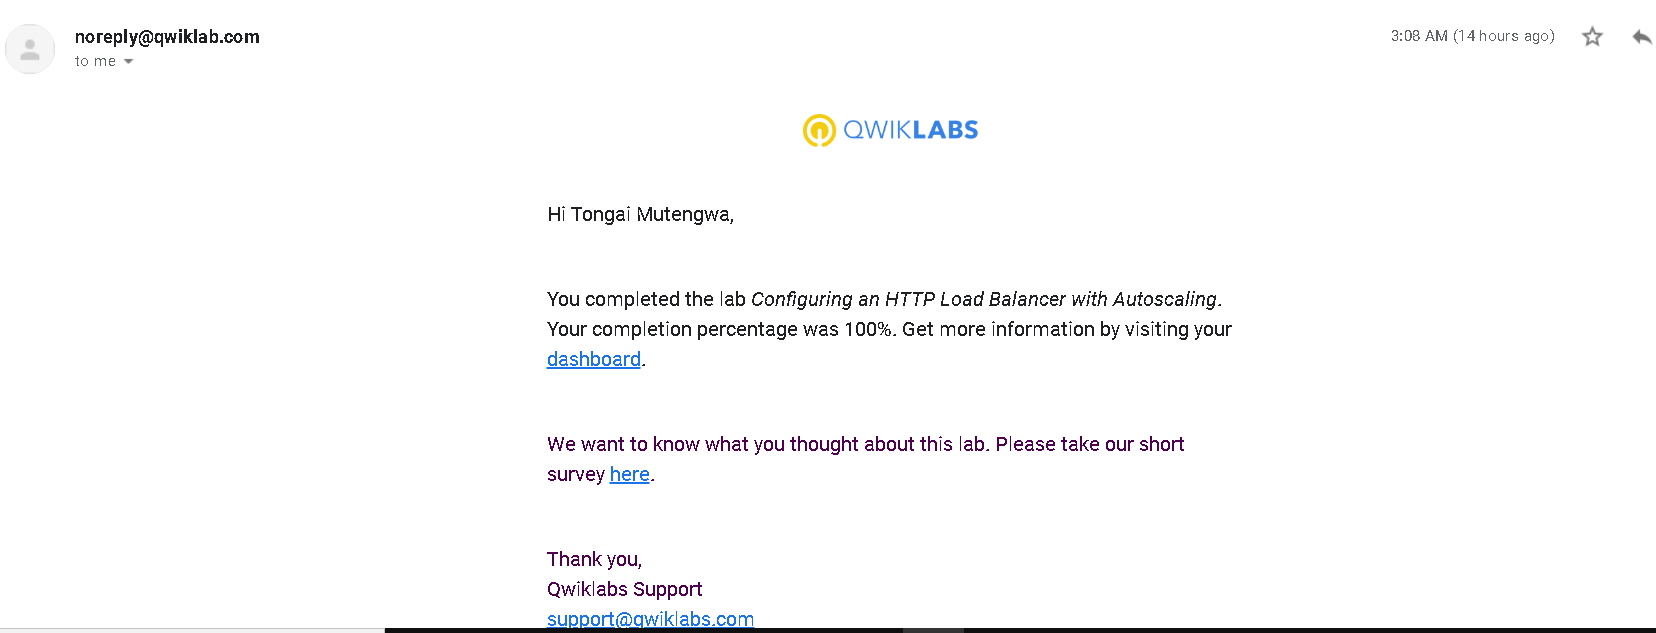 noreply@qwiklab.com
3:08 AM (14 hours ago)
to me
QWIKLABS
Hi Tongai Mutengwa,
You completed the lab Configuring an HTTP Load Balancer with Autoscaling.
Your completion percentage was 100%. Get more information by visiting your
dashboard.
We want to know what you thought about this lab. Please take our short
survey here.
Thank you,
Qwiklabs Support
support@qwiklabs.com